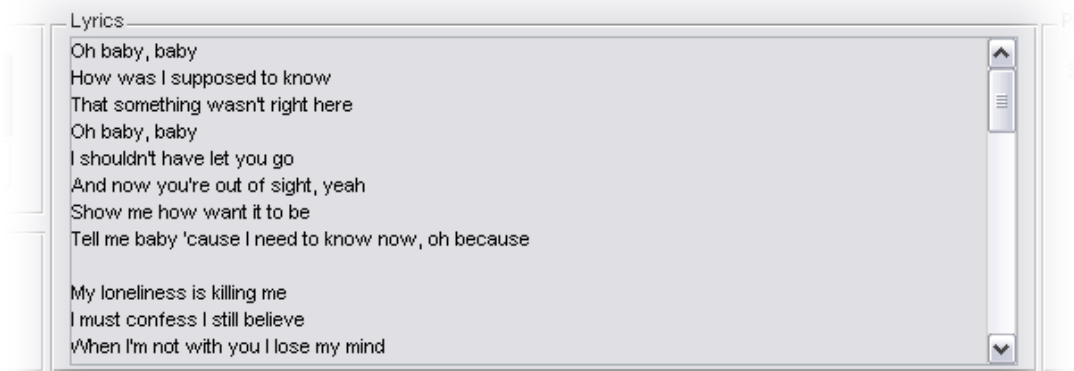 Lyrics
Oh baby, baby
How was I supposed to know
That something wasn't right here
Oh baby, baby
I shouldn't have let you go
And now you're out of sight, yeah
Show me how want it to be
Tell me baby 'cause I need to know now, oh because

My loneliness is killing me
I must confess I still believe
When I'm not with you I lose my mind